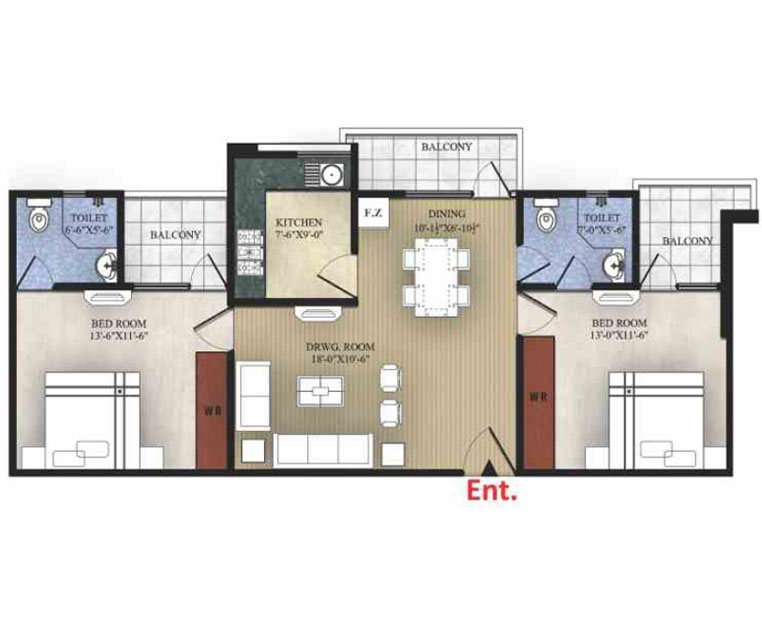 BALCONY
TOILET
6'-6"X5'-6"
BALCONY
KITCHEN
7'-6"X9'-0"
F.Z
DINING
10'-1½"X6'-10½"
TOILET
7'-0"X5'-6"
BALCONY
BED ROOM
13'-6"X11'-6"
DRWG. ROOM
18'-0"X10'-6"
BED ROOM
13'-0"X11'-6"
W R
W R
Ent.